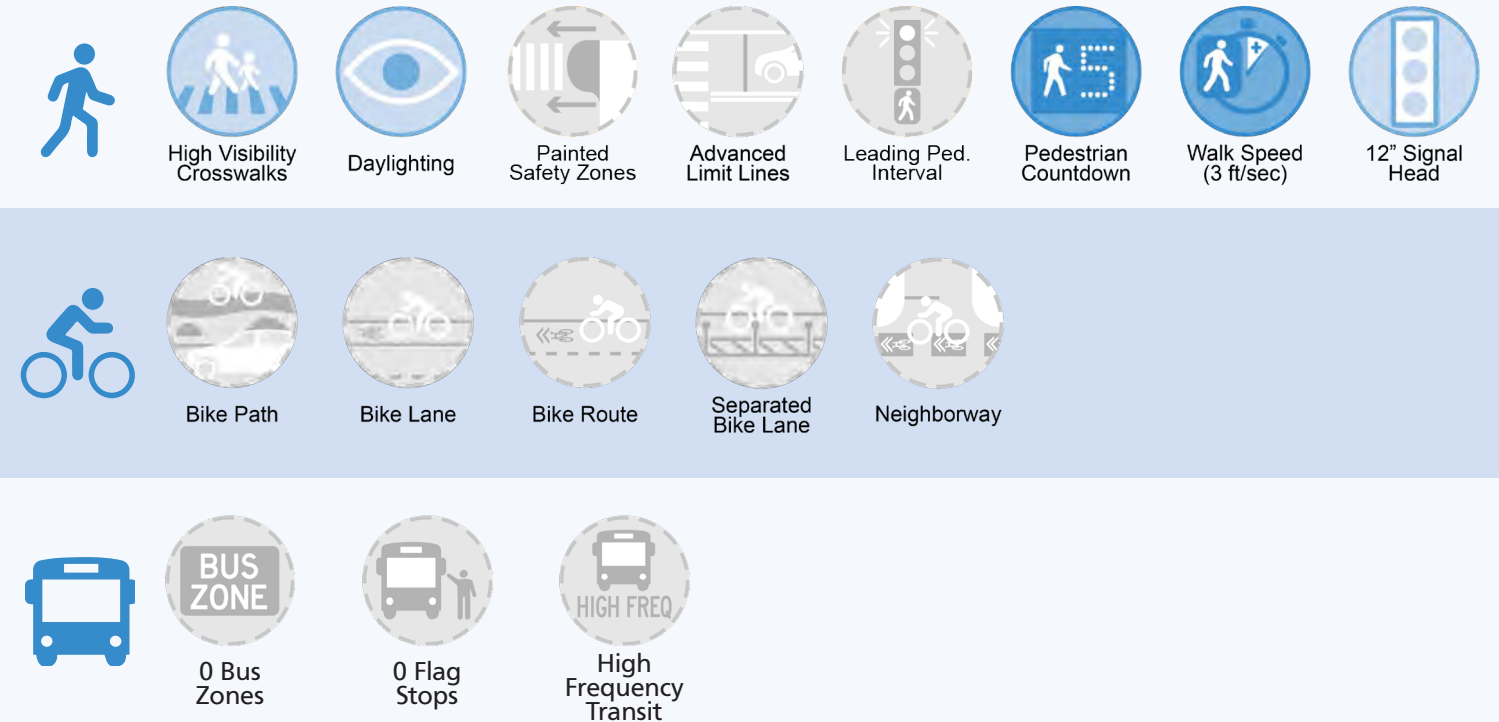 5
High Visibility
Crosswalks
Daylighting
Painted
Safety Zones
Advanced
Limit Lines
Leading Ped.
Interval
Pedestrian
Countdown
Walk Speed
(3 ft/sec)
12” Signal
Head
Bike Path
Bike Lane
Bike Route
Separated
Bike Lane
Neighborway
BUS
ZONE
HIGH FREQ
0 Bus
Zones
0 Flag
Stops
High
Frequency
Transit